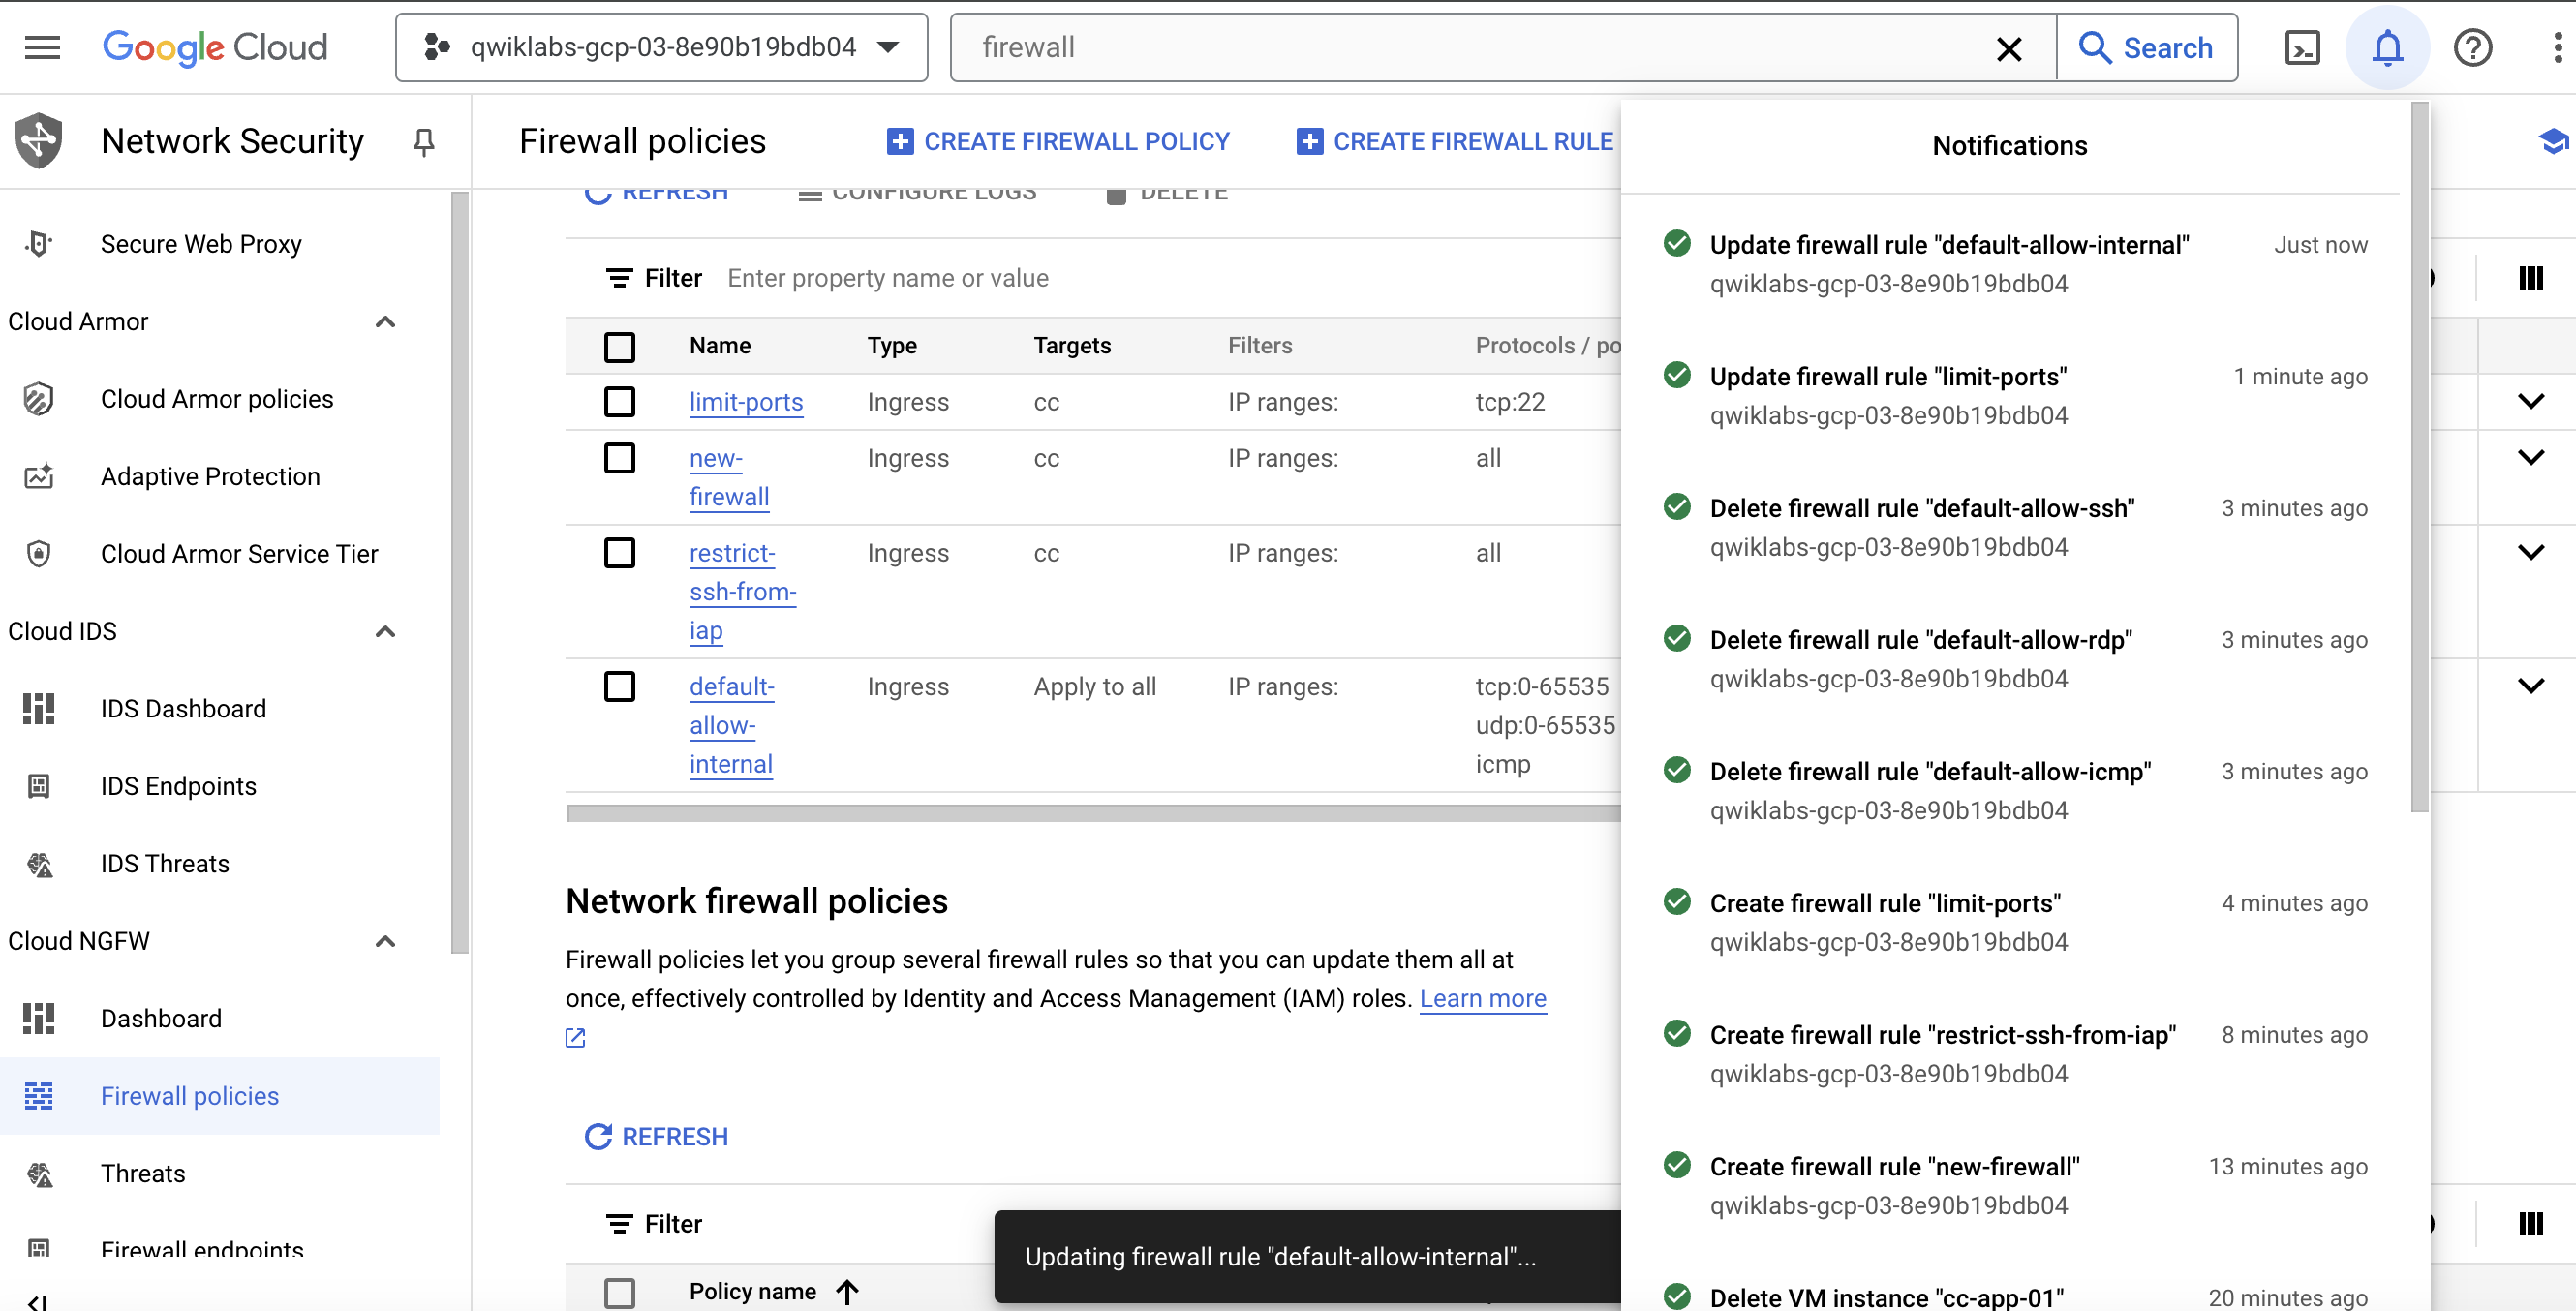 Google Cloud
qwiklabs-gcp-03-8e90b19bdb04
firewall
Search
Network Security
Firewall policies
CREATE FIREWALL POLICY
CREATE FIREWALL RULE
REFRESH
CONFIGURE LOGS
DELETE
Secure Web Proxy
Cloud Armor
Cloud Armor policies
Adaptive Protection
Cloud Armor Service Tier
Cloud IDS
IDS Dashboard
IDS Endpoints
IDS Threats
Cloud NGFW
Dashboard
Firewall policies
Threats
Firewall endpoints
Filter Enter property name or value
Name Type Targets Filters Protocols / po
limit-ports Ingress cc IP ranges: tcp:22
new- Ingress cc IP ranges: all
firewall
restrict- Ingress cc IP ranges: all
ssh-from-
iap
default- Ingress Apply to all IP ranges: tcp:0-65535
allow- udp:0-65535
internal icmp
Network firewall policies
Firewall policies let you group several firewall rules so that you can update them all at
once, effectively controlled by Identity and Access Management (IAM) roles. Learn more
REFRESH
Filter
Policy name
Updating firewall rule "default-allow-internal"...
Notifications
Update firewall rule "default-allow-internal" Just now
qwiklabs-gcp-03-8e90b19bdb04
Update firewall rule "limit-ports" 1 minute ago
qwiklabs-gcp-03-8e90b19bdb04
Delete firewall rule "default-allow-ssh" 3 minutes ago
qwiklabs-gcp-03-8e90b19bdb04
Delete firewall rule "default-allow-rdp" 3 minutes ago
qwiklabs-gcp-03-8e90b19bdb04
Delete firewall rule "default-allow-icmp" 3 minutes ago
qwiklabs-gcp-03-8e90b19bdb04
Create firewall rule "limit-ports" 4 minutes ago
qwiklabs-gcp-03-8e90b19bdb04
Create firewall rule "restrict-ssh-from-iap" 8 minutes ago
qwiklabs-gcp-03-8e90b19bdb04
Create firewall rule "new-firewall" 13 minutes ago
qwiklabs-gcp-03-8e90b19bdb04
Delete VM instance "cc-app-01" 20 minutes ago